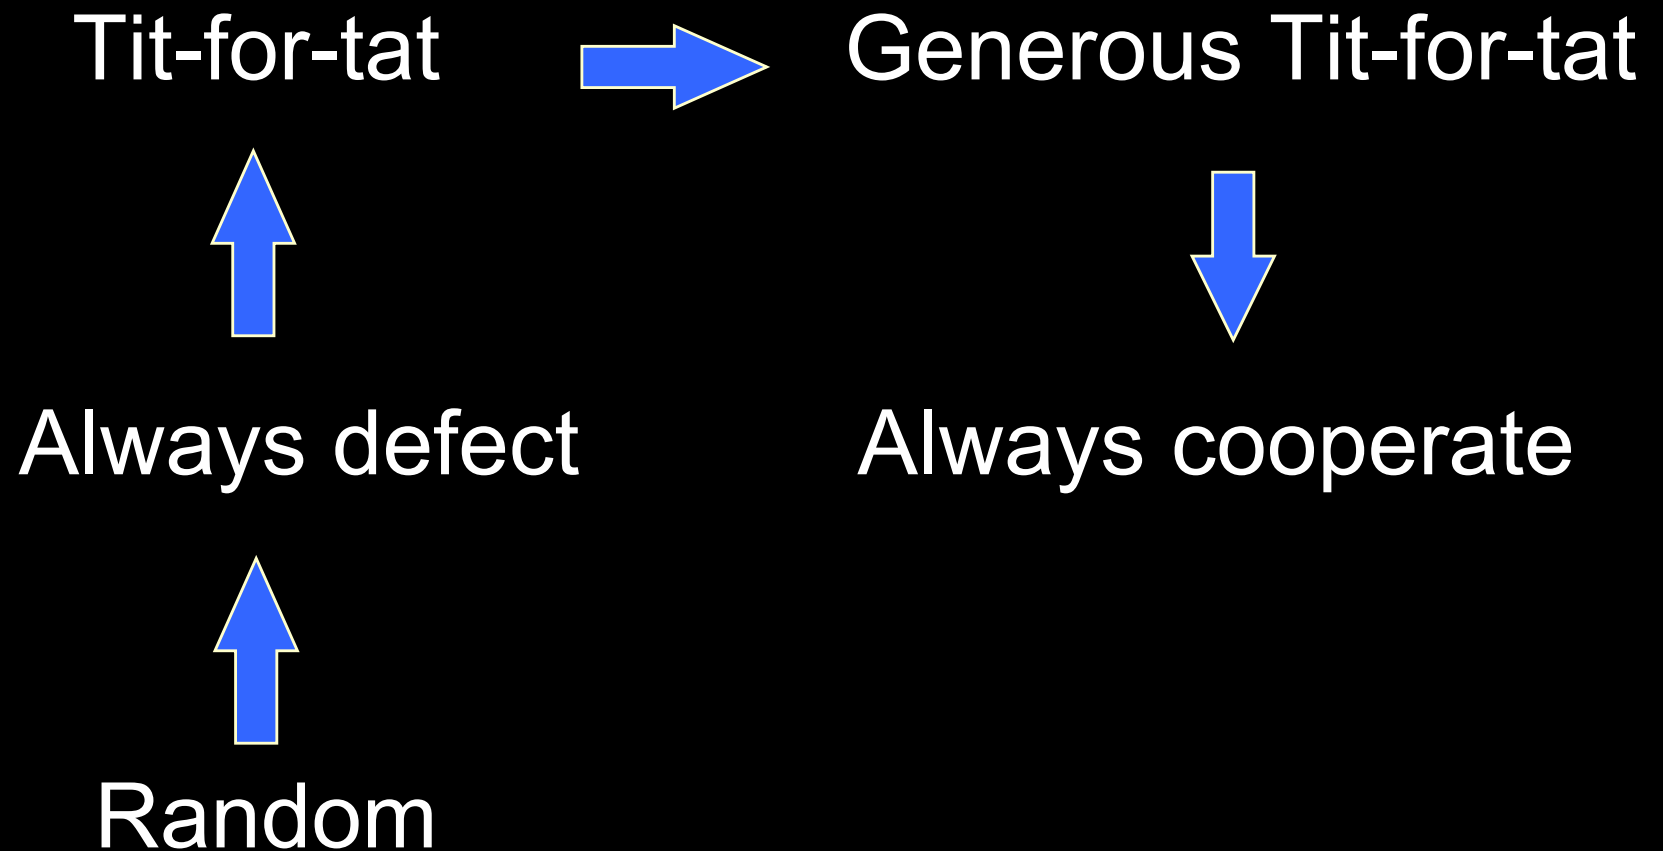 Tit-for-tat
Generous Tit-for-tat
Always defect
Always cooperate
Random